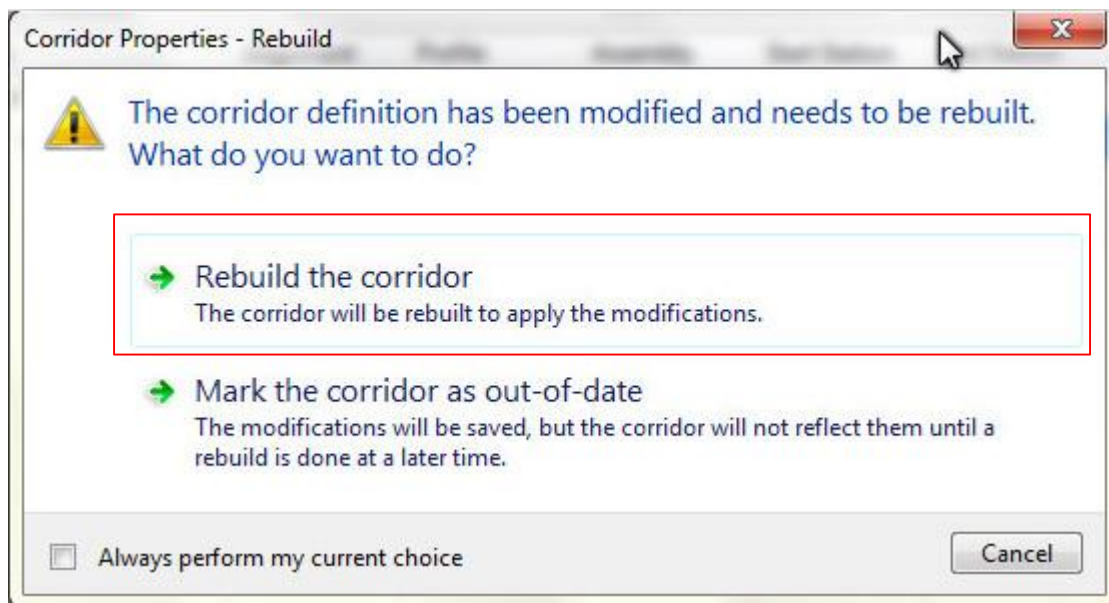 Corridor Properties - Rebuild
The corridor definition has been modified and needs to be rebuilt.
What do you want to do?
Rebuild the corridor
The corridor will be rebuilt to apply the modifications.
Mark the corridor as out-of-date
The modifications will be saved, but the corridor will not reflect them until a
rebuild is done at a later time.
Always perform my current choice
Cancel